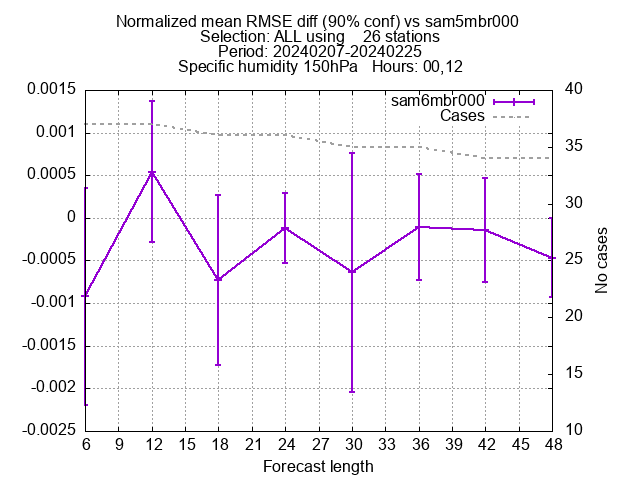 Normalized mean RMSE diff (90% conf) vs sam5mbr000
Selection: ALL using 26 stations
Period: 20240207-20240225
Specific humidity 150hPa Hours: 00,12
sam6mbr000
Cases
0.0015
0.001
0.0005
0
-0.0005
-0.001
-0.0015
-0.002
-0.0025
40
35
30
25
20
15
10
No cases
6 9 12 15 18 21 24 27 30 33 36 39 42 45 48
Forecast length